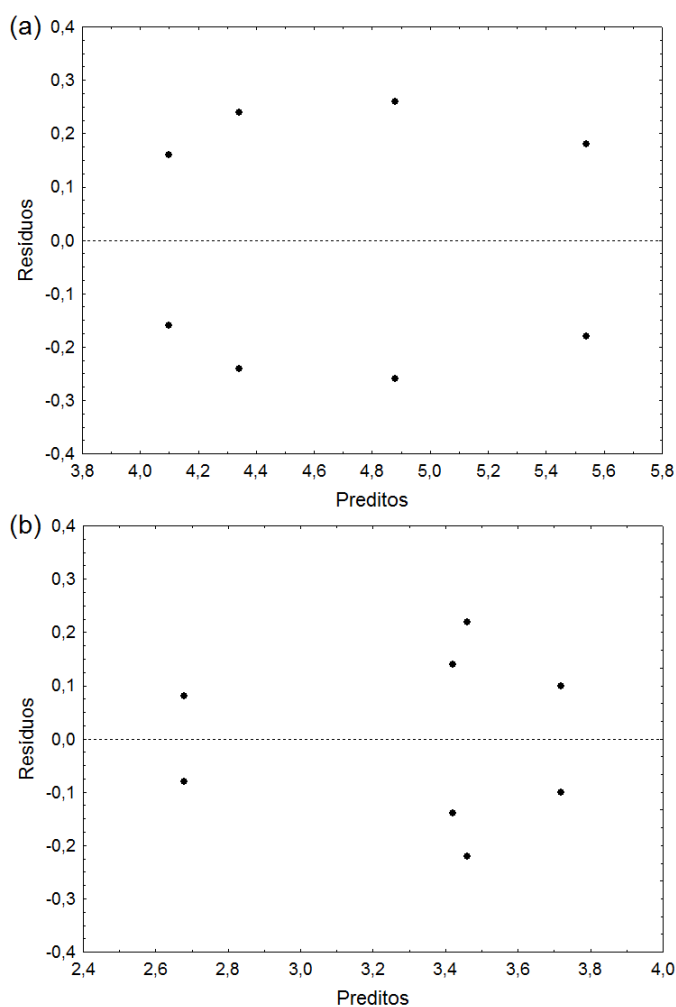 (a)
0,4
0,3
0,2
0,1
0,0
-0,1
-0,2
-0,3
-0,4
Resíduos
3,8 4,0 4,2 4,4 4,6 4,8 5,0 5,2 5,4 5,6 5,8
Preditos
(b)
0,4
0,3
0,2
0,1
0,0
-0,1
-0,2
-0,3
-0,4
Resíduos
2,4 2,6 2,8 3,0 3,2 3,4 3,6 3,8 4,0
Preditos